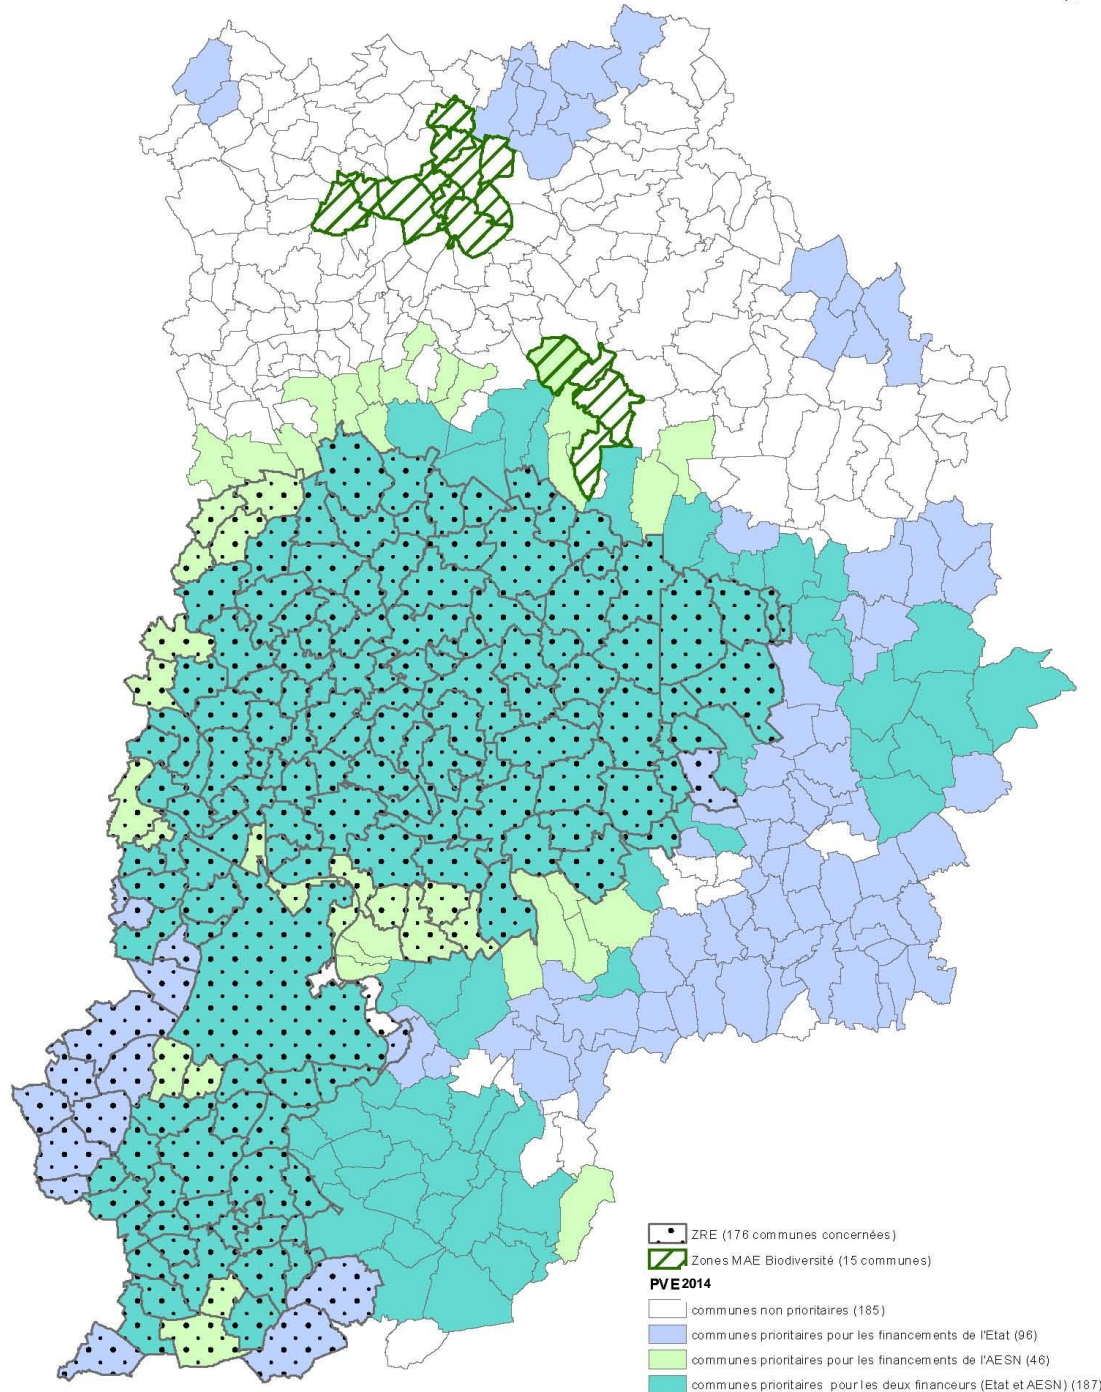 ZRE (176 communes concernées)
Zones MAE Biodiversité (15 communes)
PVE2014
communes non prioritaires (185)
communes prioritaires pour les financements de l'Etat (96)
communes prioritaires pour les financements de l'AESN (46)
communes prioritaires pour les deux financeurs (Etat et AESN) (187)